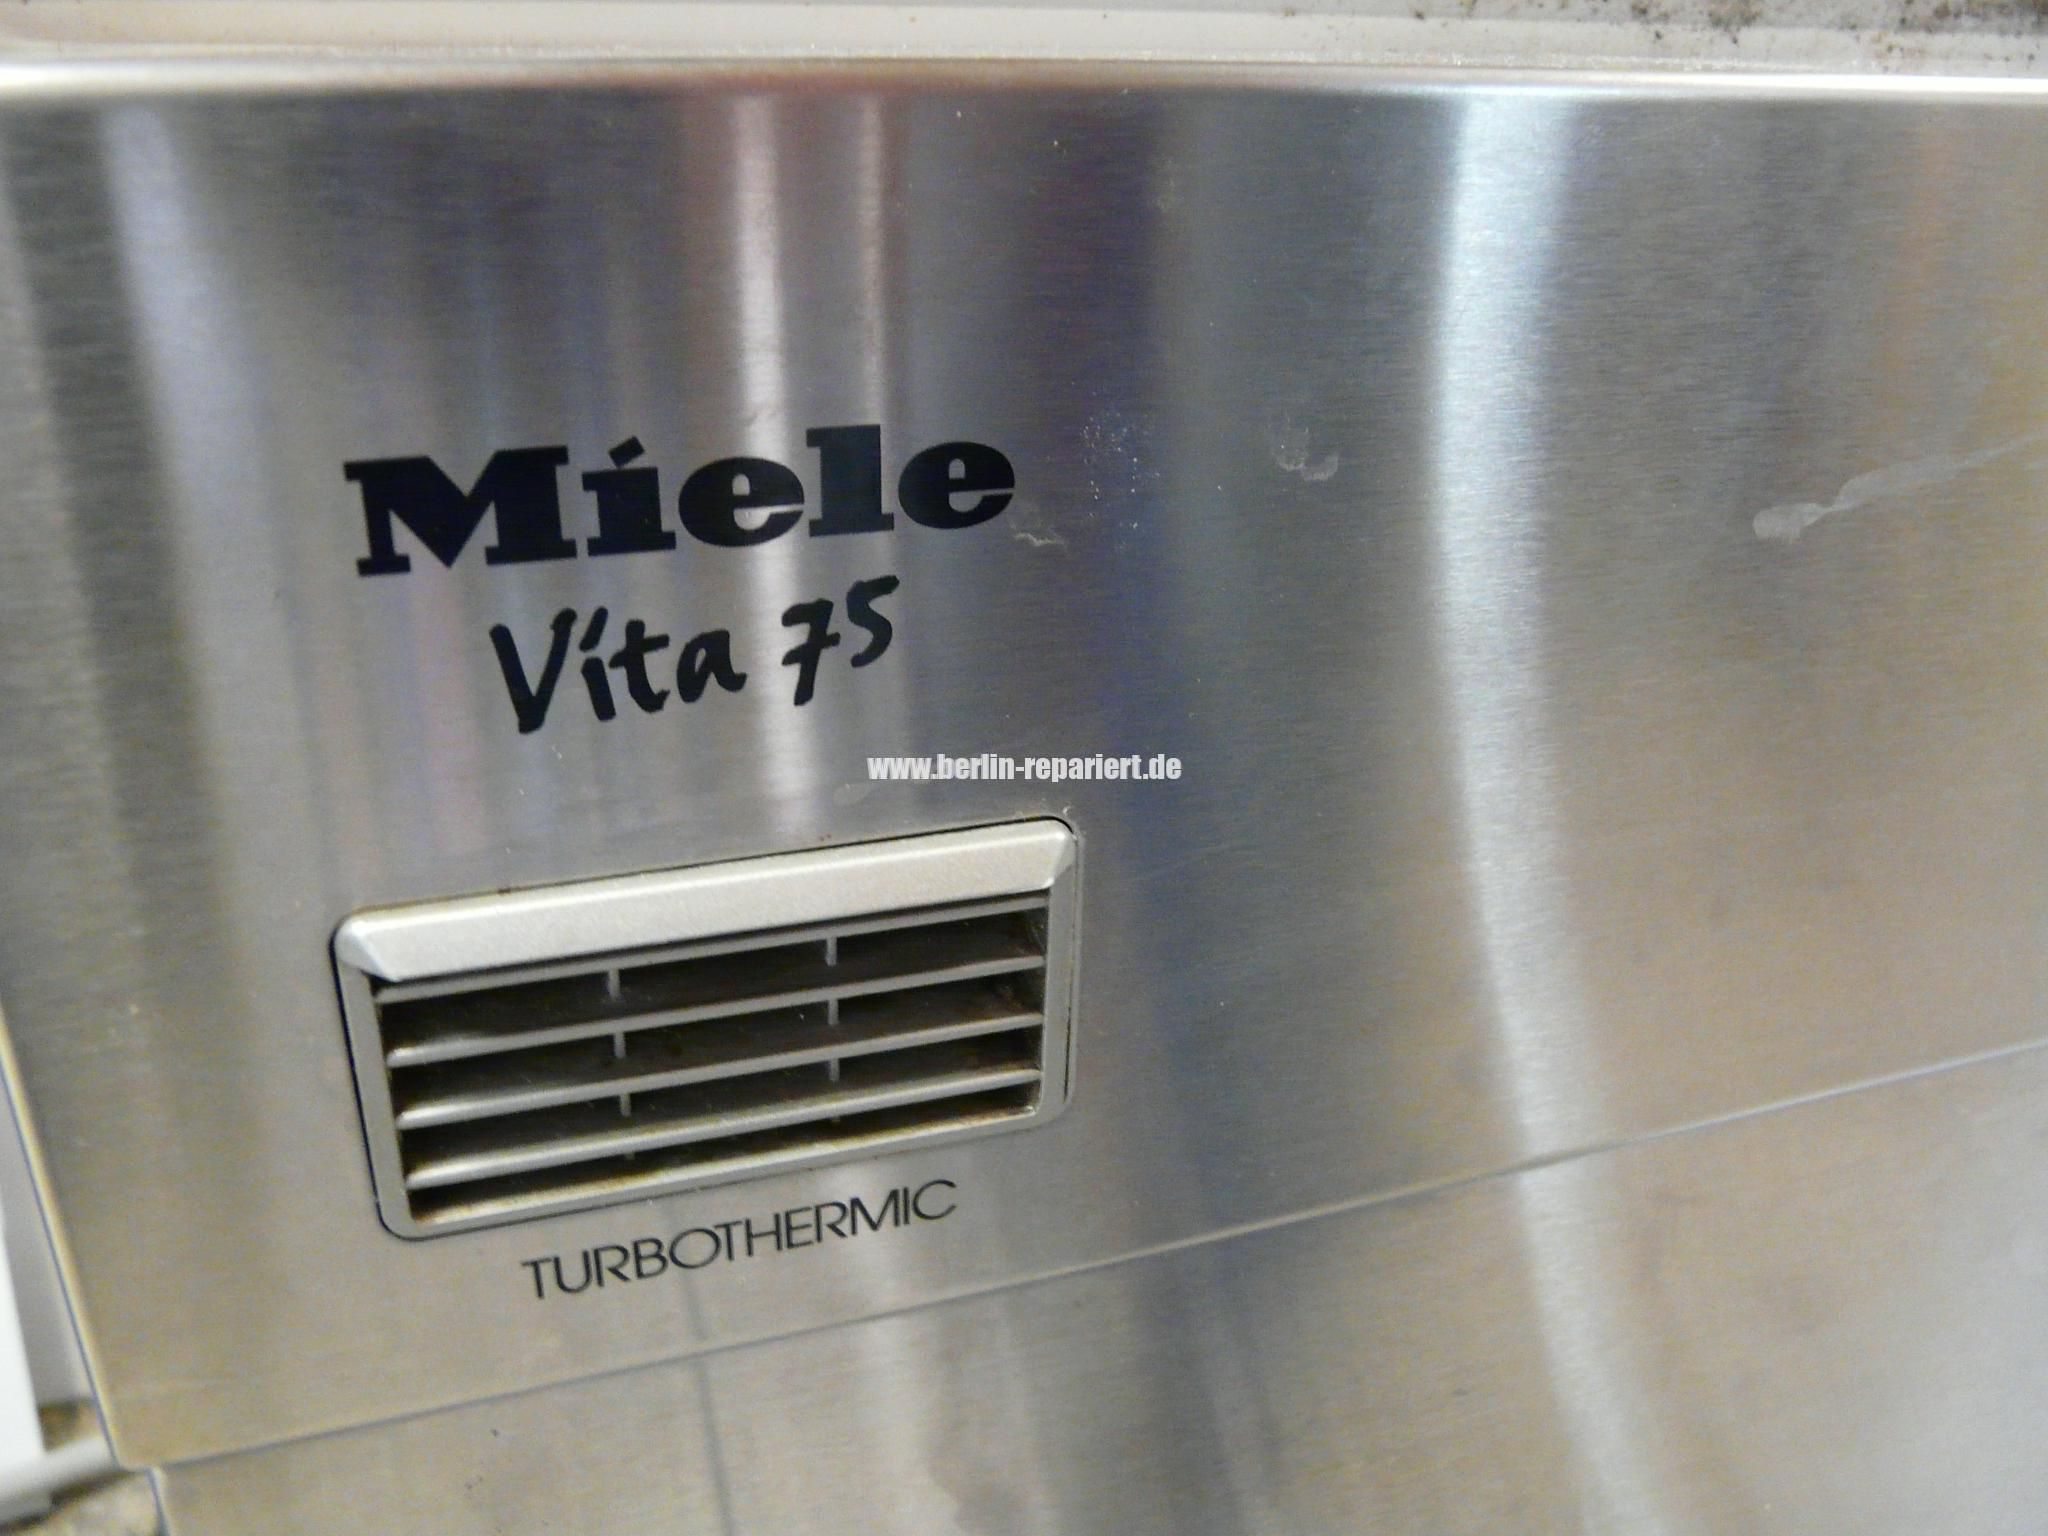 Miele
Vita 75
www.berlin-repariert.de
TURBOTHERMIC